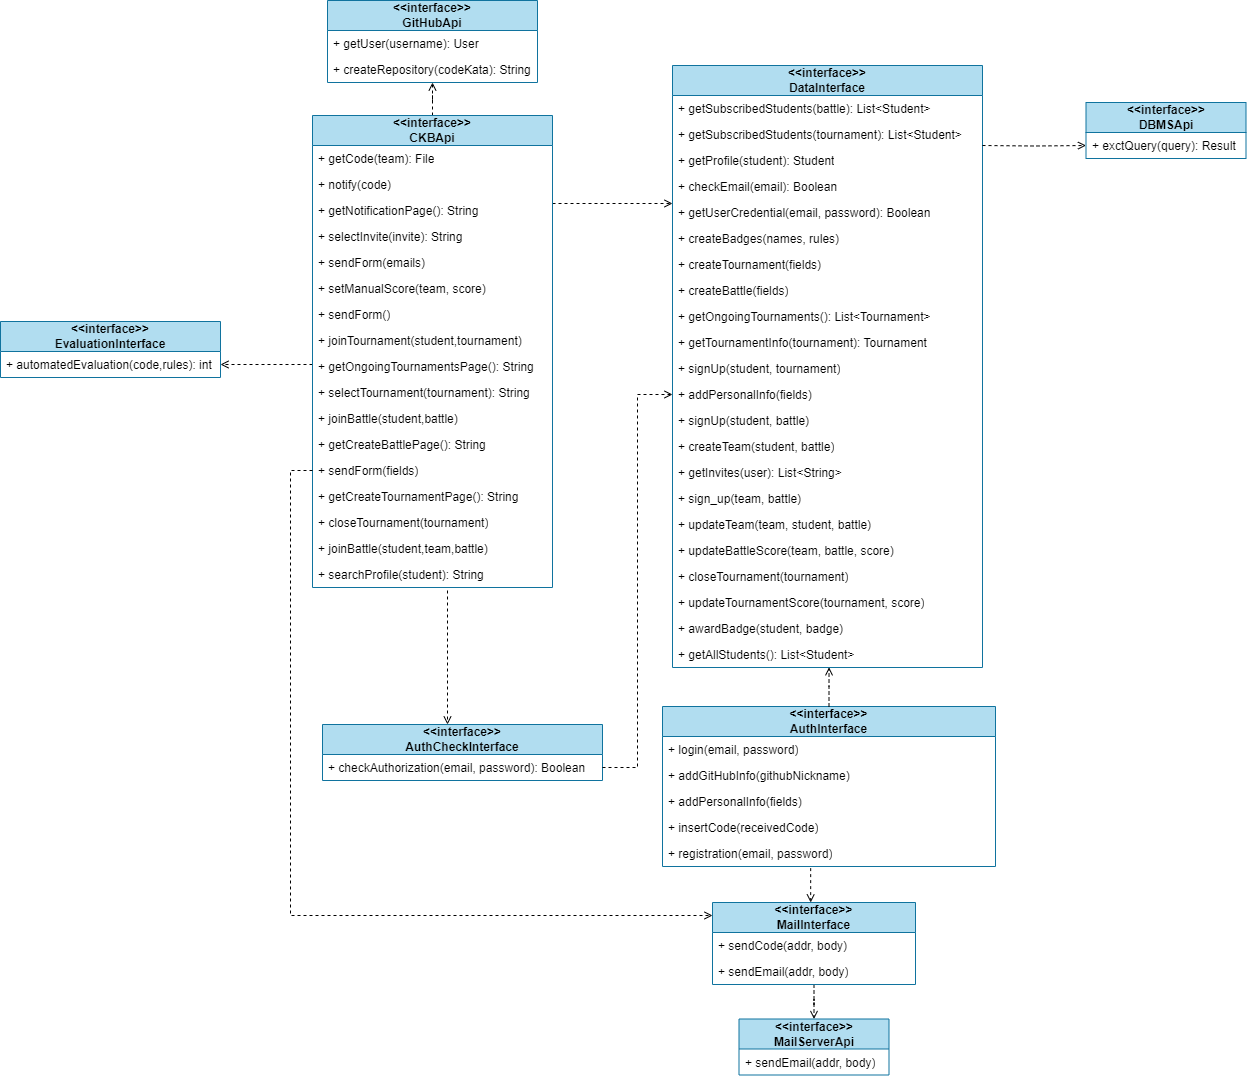 <<interface>>
GitHubApi
+ getUser(username): User
+ createRepository(codeKata): String
<<interface>>
CKBApi
+ getCode(team): File
+ notify(code)
+ getNotificationPage(): String
+ selectInvite(invite): String
+ sendForm(emails)
+ setManualScore(team, score)
+ sendForm()
+ joinTournament(student,tournament)
+ getOngoingTournamentsPage(): String
+ selectTournament(tournament): String
+ joinBattle(student,battle)
+ getCreateBattlePage(): String
+ sendForm(fields)
+ getCreateTournamentPage(): String
+ closeTournament(tournament)
+ joinBattle(student,team,battle)
+ searchProfile(student): String
<<interface>>
DataInterface
+ getSubscribedStudents(battle): List<Student>
+ getSubscribedStudents(tournament): List<Student>
+ getProfile(student): Student
+ checkEmail(email): Boolean
+ getUserCredential(email, password): Boolean
+ createBadges(names, rules)
+ createTournament(fields)
+ createBattle(fields)
+ getOngoingTournaments(): List<Tournament>
+ getTournamentInfo(tournament): Tournament
+ signUp(student, tournament)
+ addPersonalInfo(fields)
+ signUp(student, battle)
+ createTeam(student, battle)
+ getInvites(user): List<String>
+ sign_up(team, battle)
+ updateTeam(team, student, battle)
+ updateBattleScore(team, battle, score)
+ closeTournament(tournament)
+ updateTournamentScore(tournament, score)
+ awardBadge(student, badge)
+ getAllStudents(): List<Student>
<<interface>>
DBMSApi
+ exctQuery(query): Result
<<interface>>
EvaluationInterface
+ automatedEvaluation(code,rules): int
<<interface>>
AuthCheckInterface
+ checkAuthorization(email, password): Boolean
<<interface>>
AuthInterface
+ login(email, password)
+ addGitHubInfo(githubNickname)
+ addPersonalInfo(fields)
+ insertCode(receivedCode)
+ registration(email, password)
<<interface>>
MailInterface
+ sendCode(addr, body)
+ sendEmail(addr, body)
<<interface>>
MailServerApi
+ sendEmail(addr, body)